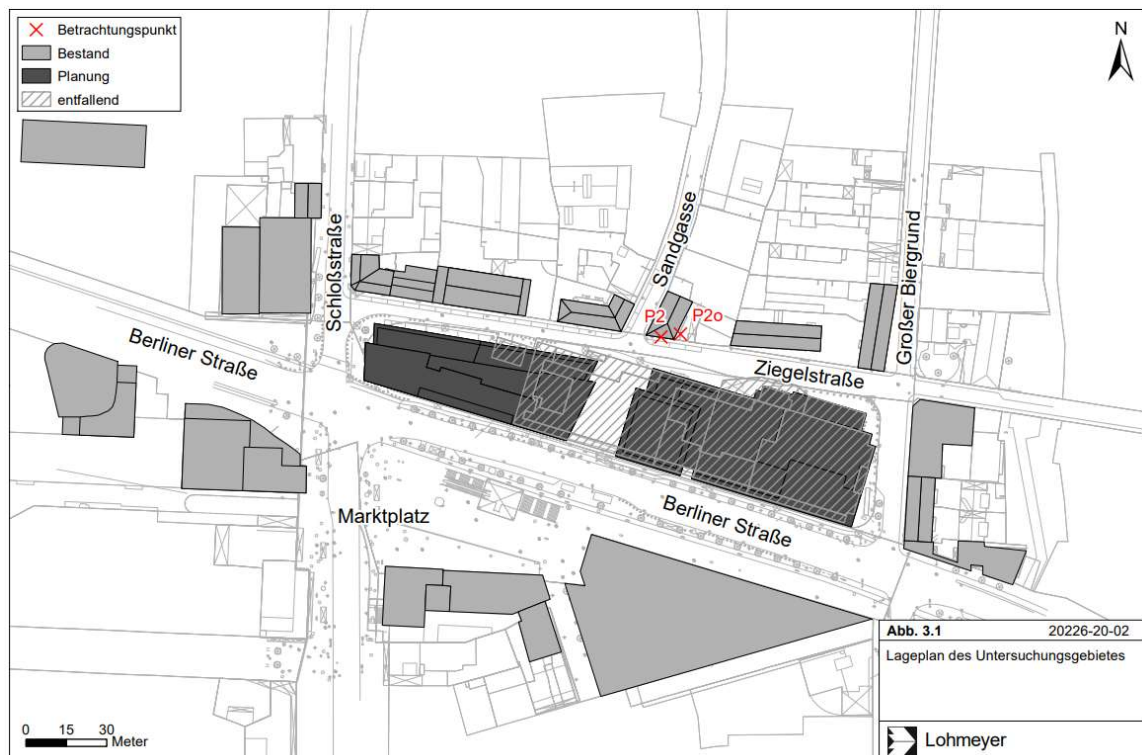 Betrachtungspunkt
Bestand
Planung
entfallend
N
Schloßstraße
Sandgasse
Großer Biergrund
P2
P2o
Berliner Straße
Ziegelstraße
Marktplatz
Berliner Straße
Abb. 3.1 20226-20-02
Lageplan des Untersuchungsgebietes
0 15 30
Meter
Lohmeyer